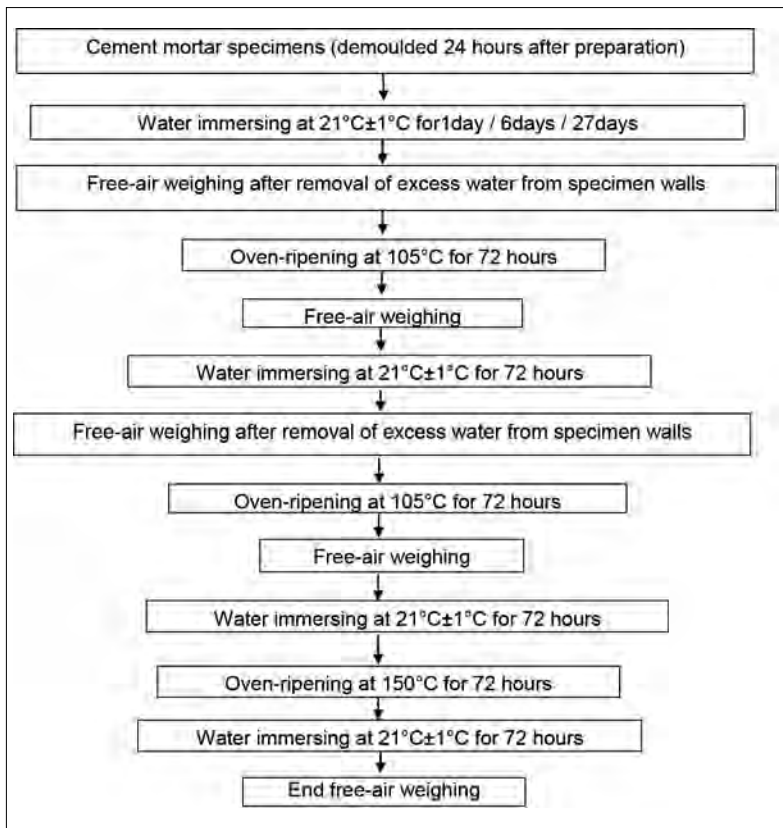 Cement mortar specimens (demoulded 24 hours after preparation)
Water immersing at 21°C±1°C for1day / 6days / 27days
Free-air weighing after removal of excess water from specimen walls
Oven-ripening at 105°C for 72 hours
Free-air weighing
Water immersing at 21°C±1°C for 72 hours
Free-air weighing after removal of excess water from specimen walls
Oven-ripening at 105°C for 72 hours
Free-air weighing
Water immersing at 21°C±1°C for 72 hours
Oven-ripening at 150°C for 72 hours
Water immersing at 21°C±1°C for 72 hours
End free-air weighing